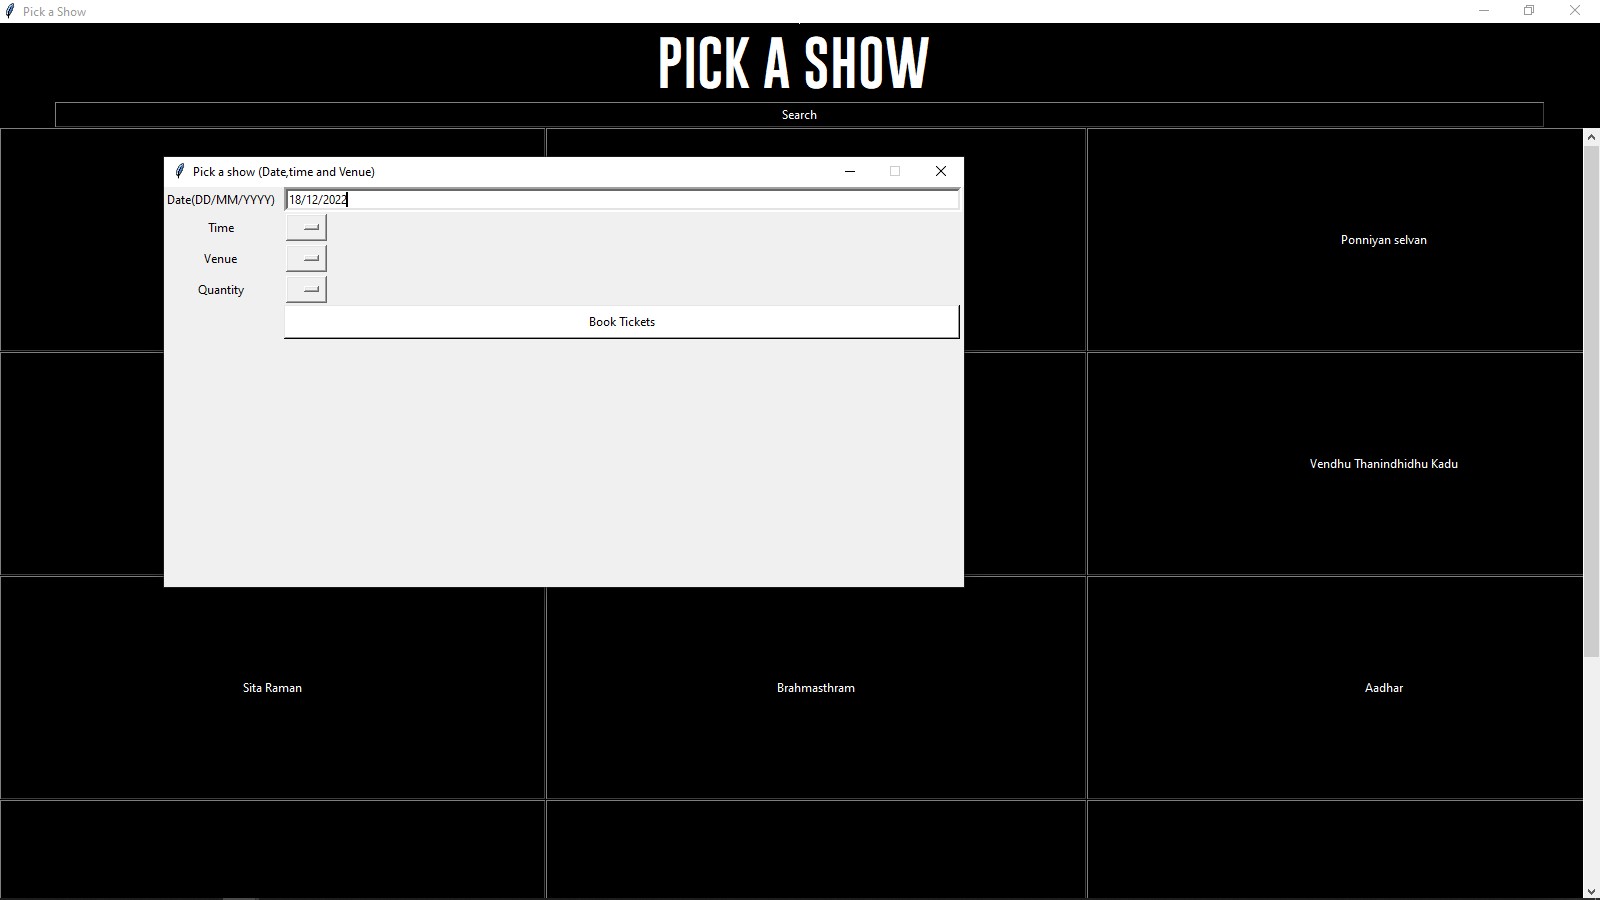 Pick a Show
PICK A SHOW
Search
Pick a show (Date,time and Venue)
Date(DD/MM/YYYY) 18/12/2022
Time
Venue
Quantity
Book Tickets
Ponniyan selvan
Vendhu Thanindhidhu Kadu
Sita Raman
Brahmasthram
Aadhar